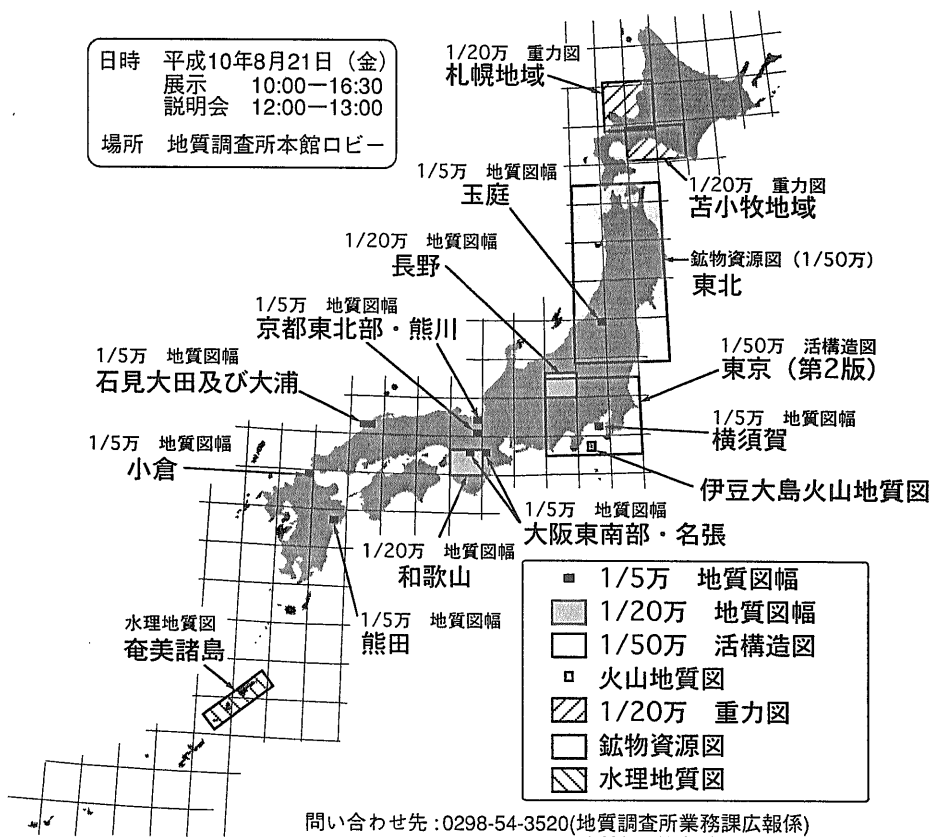 日時 平成10年8月21日（金）
展示 10:00ー16:30
説明会 12:00ー13:00
場所 地質調査所本館ロビー
1/20万 重力図
札幌地域
1/5万 地質図幅
玉庭
1/20万 重力図
苫小牧地域
1/20万 地質図幅
長野
鉱物資源図（1/50万）
東北
1/5万 地質図幅
京都東北部・熊川
1/50万 活構造図
東京（第2版）
1/5万 地質図幅
石見大田及び大浦
1/5万 地質図幅
横須賀
1/5万 地質図幅
小倉
伊豆大島火山地質図
1/5万 地質図幅
大阪東南部・名張
1/20万 地質図幅
和歌山
1/5万 地質図幅
熊田
水理地質図
奄美諸島
1/5万 地質図幅
1/20万 地質図幅
1/50万 活構造図
火山地質図
1/20万 重力図
鉱物資源図
水理地質図
問い合わせ先:0298-54-3520(地質調査所業務課広報係)